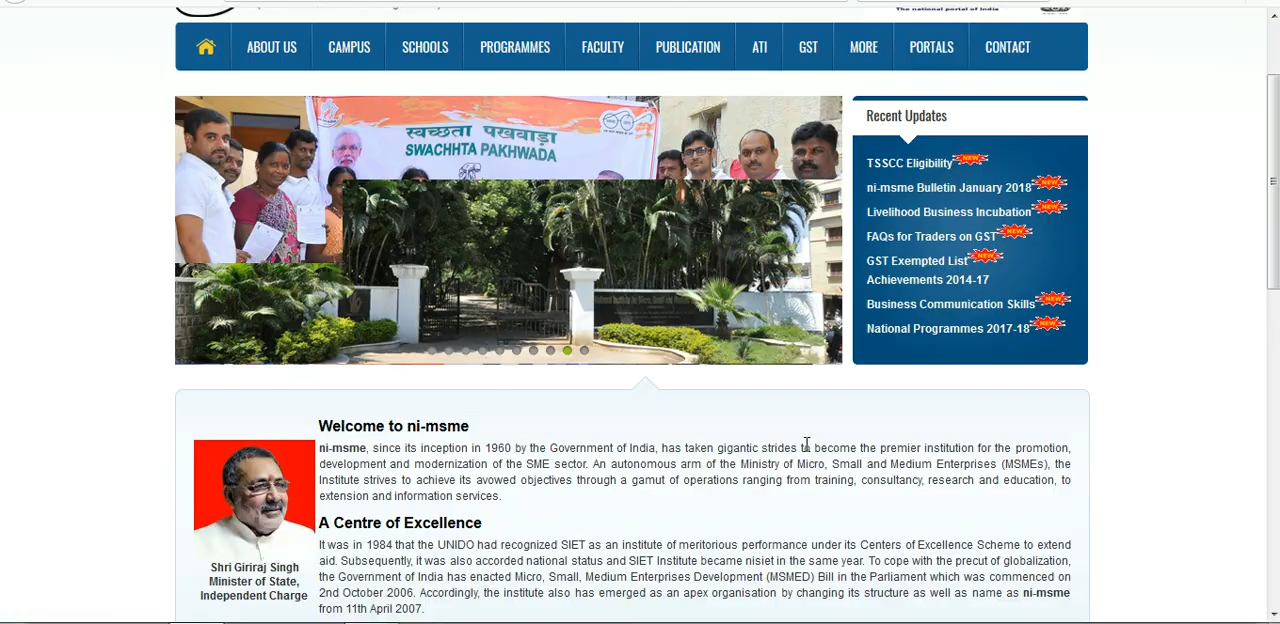 The national portal of India
ABOUT US CAMPUS SCHOOLS PROGRAMMES FACULTY PUBLICATION ATI GST MORE PORTALS CONTACT
स्वच्छता पखवाड़ा
SWACHHTA PAKHWADA
Recent Updates
TSSCC Eligibility NEW
ni-msme Bulletin January 2018 NEW
Livelihood Business Incubation NEW
FAQs for Traders on GST NEW
GST Exempted List NEW
Achievements 2014-17
Business Communication Skills NEW
National Programmes 2017-18 NEW
Welcome to ni-msme
ni-msme, since its inception in 1960 by the Government of India, has taken gigantic strides to become the premier institution for the promotion,
development and modernization of the SME sector. An autonomous arm of the Ministry of Micro, Small and Medium Enterprises (MSMEs), the
Institute strives to achieve its avowed objectives through a gamut of operations ranging from training, consultancy, research and education, to
extension and information services.
A Centre of Excellence
It was in 1984 that the UNIDO had recognized SIET as an institute of meritorious performance under its Centers of Excellence Scheme to extend
aid. Subsequently, it was also accorded national status and SIET Institute became nisiet in the same year. To cope with the precut of globalization,
the Government of India has enacted Micro, Small, Medium Enterprises Development (MSMED) Bill in the Parliament which was commenced on
2nd October 2006. Accordingly, the institute also has emerged as an apex organisation by changing its structure as well as name as ni-msme
from 11th April 2007.
Shri Giriraj Singh
Minister of State,
Independent Charge